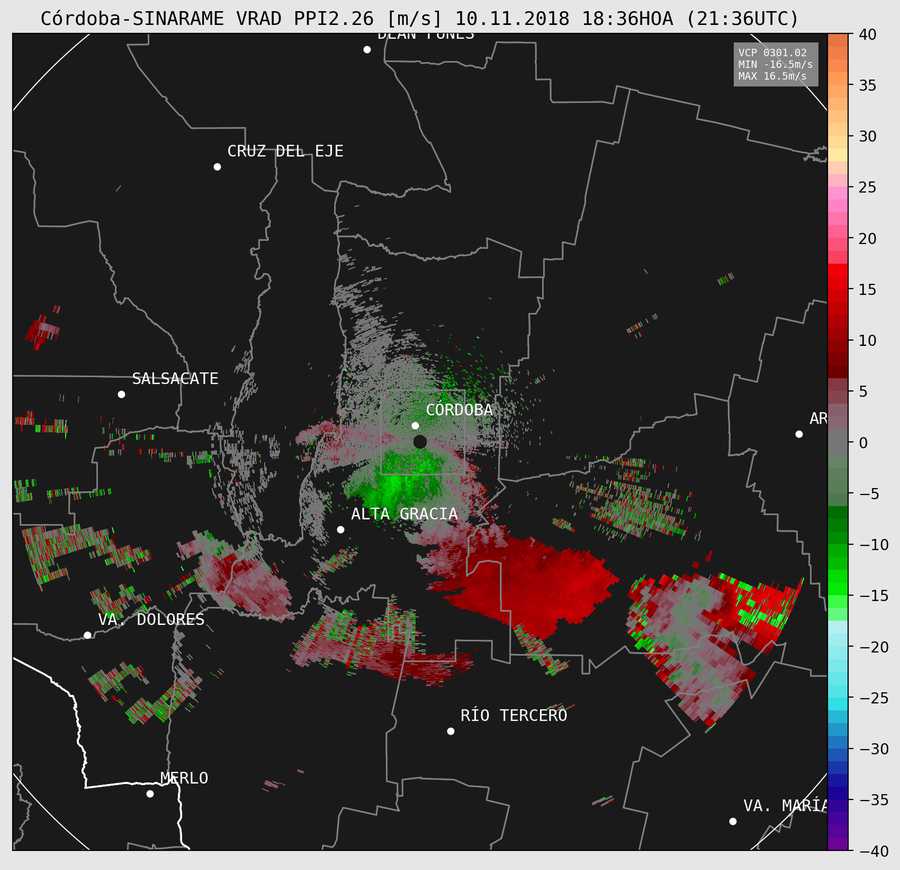 Córdoba-SINARAME VRAD PPI2.26 [m/s] 10.11.2018 18:36HOA (21:36UTC)
DEÁN FUNES
VCP 0301.02
MIN -16.5m/s
MAX 16.5m/s
CRUZ DEL EJE
SALSACATE
CÓRDOBA
AR
ALTA GRACIA
VA. DOLORES
RÍO TERCERO
MERLO
VA. MARÍA
40
35
30
25
20
15
10
5
0
−5
−10
−15
−20
−25
−30
−35
−40